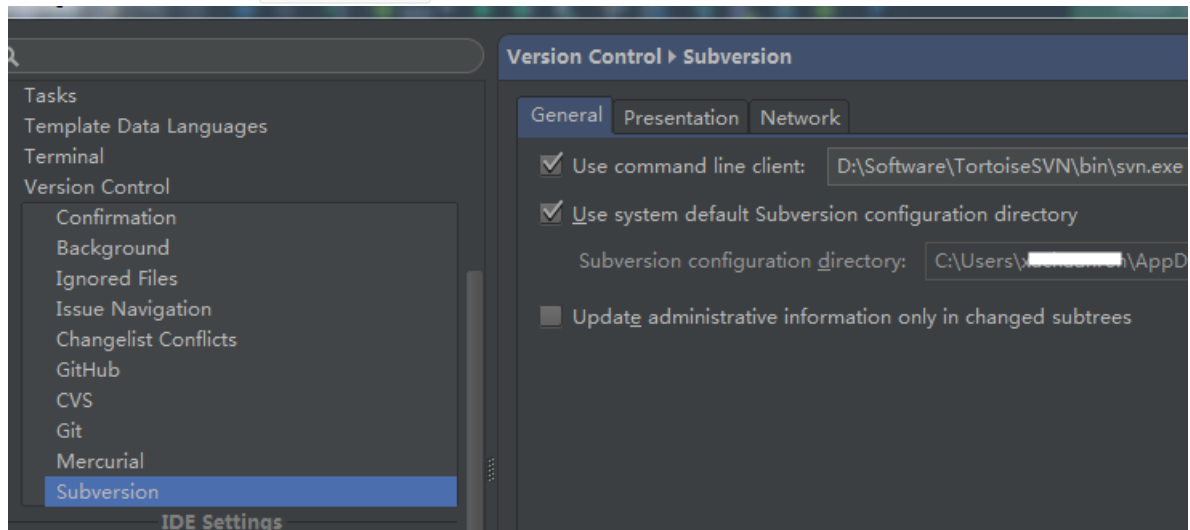 Version Control ▸ Subversion
Tasks
Template Data Languages
Terminal
Version Control
Confirmation
Background
Ignored Files
Issue Navigation
Changelist Conflicts
GitHub
CVS
Git
Mercurial
Subversion
IDE Settings
General Presentation Network
Use command line client: D:\Software\TortoiseSVN\bin\svn.exe
Use system default Subversion configuration directory
Subversion configuration directory: C:\Users\ \AppD
Update administrative information only in changed subtrees